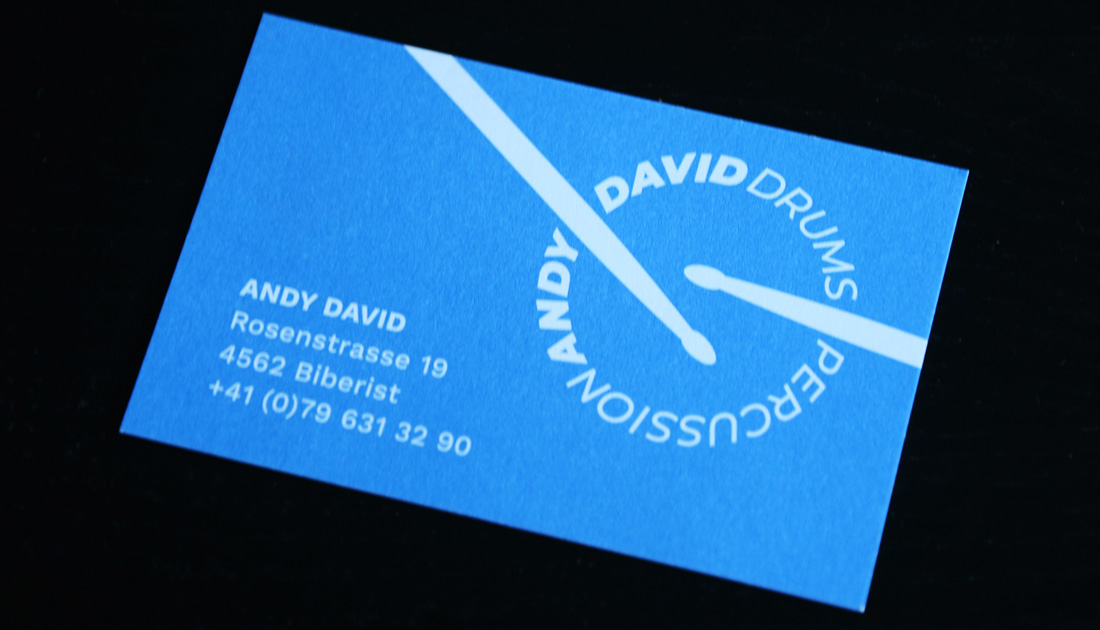 ANDY DAVID DRUMS PERCUSSION
ANDY DAVID
Rosenstrasse 19
4562 Biberist
+41 (0)79 631 32 90